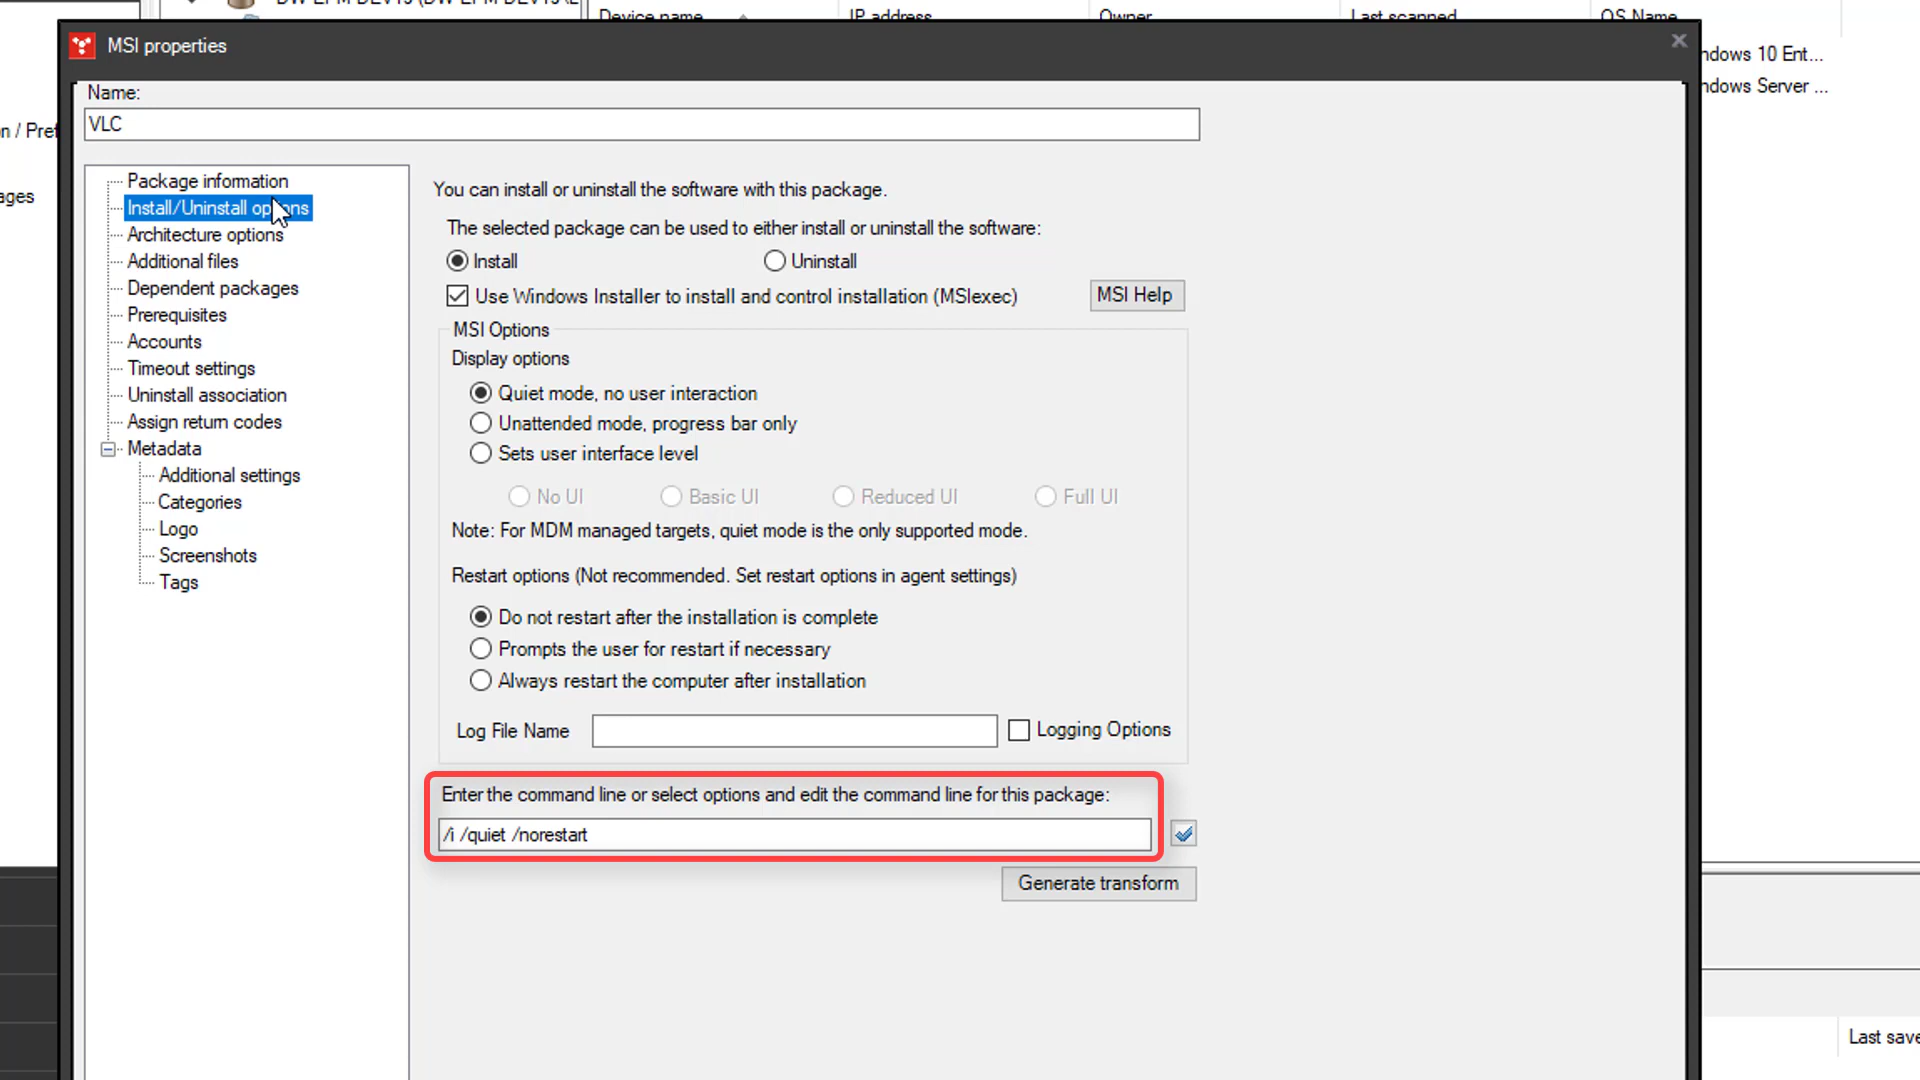 Device name
IP address
Owner
Last scanned
OS Name
MSI properties
ndows 10 Ent...
ndows Server ...
Name:
VLC
n / Pref
ages
Package information
Install/Uninstall options
Architecture options
Additional files
Dependent packages
Prerequisites
Accounts
Timeout settings
Uninstall association
Assign return codes
Metadata
Additional settings
Categories
Logo
Screenshots
Tags
You can install or uninstall the software with this package.
The selected package can be used to either install or uninstall the software:
Install
Uninstall
Use Windows Installer to install and control installation (MSIexec)
MSI Help
MSI Options
Display options
Quiet mode, no user interaction
Unattended mode, progress bar only
Sets user interface level
No UI
Basic UI
Reduced UI
Full UI
Note: For MDM managed targets, quiet mode is the only supported mode.
Restart options (Not recommended. Set restart options in agent settings)
Do not restart after the installation is complete
Prompts the user for restart if necessary
Always restart the computer after installation
Log File Name
Logging Options
Enter the command line or select options and edit the command line for this package:
/i /quiet /norestart
Generate transform
Last save